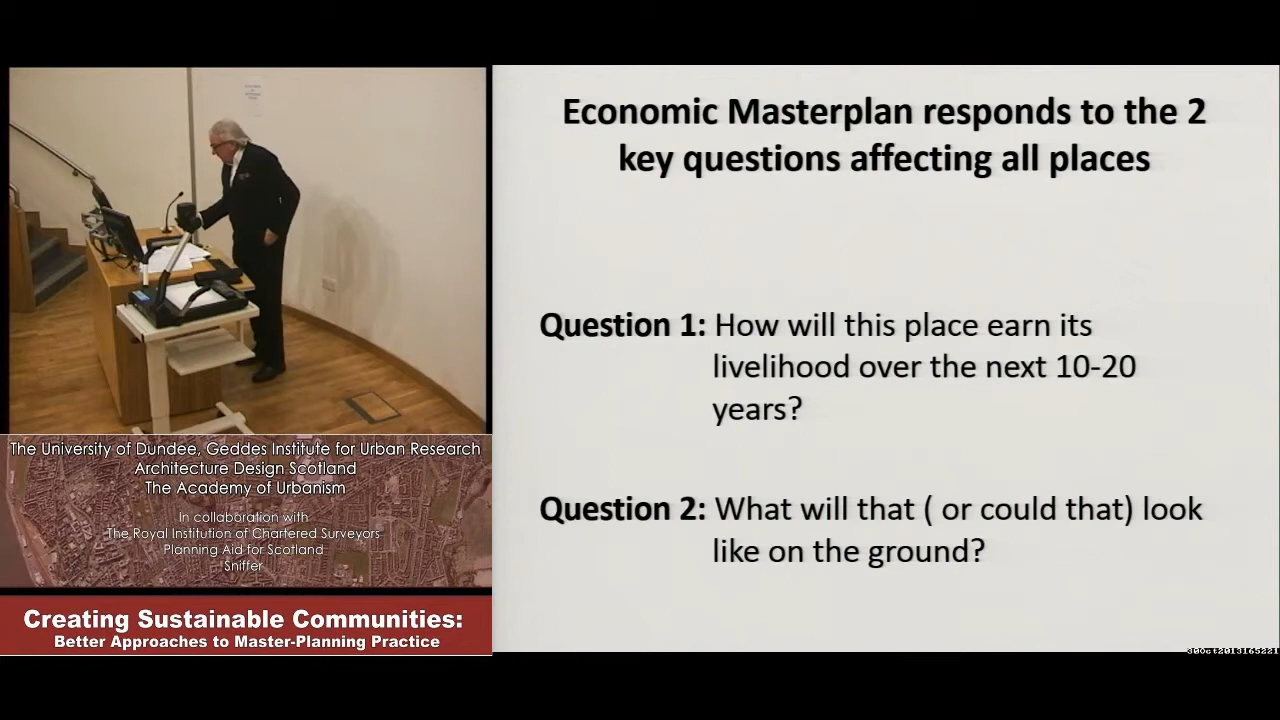 Economic Masterplan responds to the 2
key questions affecting all places
Question 1: How will this place earn its
livelihood over the next 10-20
years?
Question 2: What will that ( or could that) look
like on the ground?
The University of Dundee, Geddes Institute for Urban Research
Architecture Design Scotland
The Academy of Urbanism
In collaboration with
The Royal Institution of Chartered Surveyors
Planning Aid for Scotland
Sniffer
Creating Sustainable Communities:
Better Approaches to Master-Planning Practice
30Oct2013165221